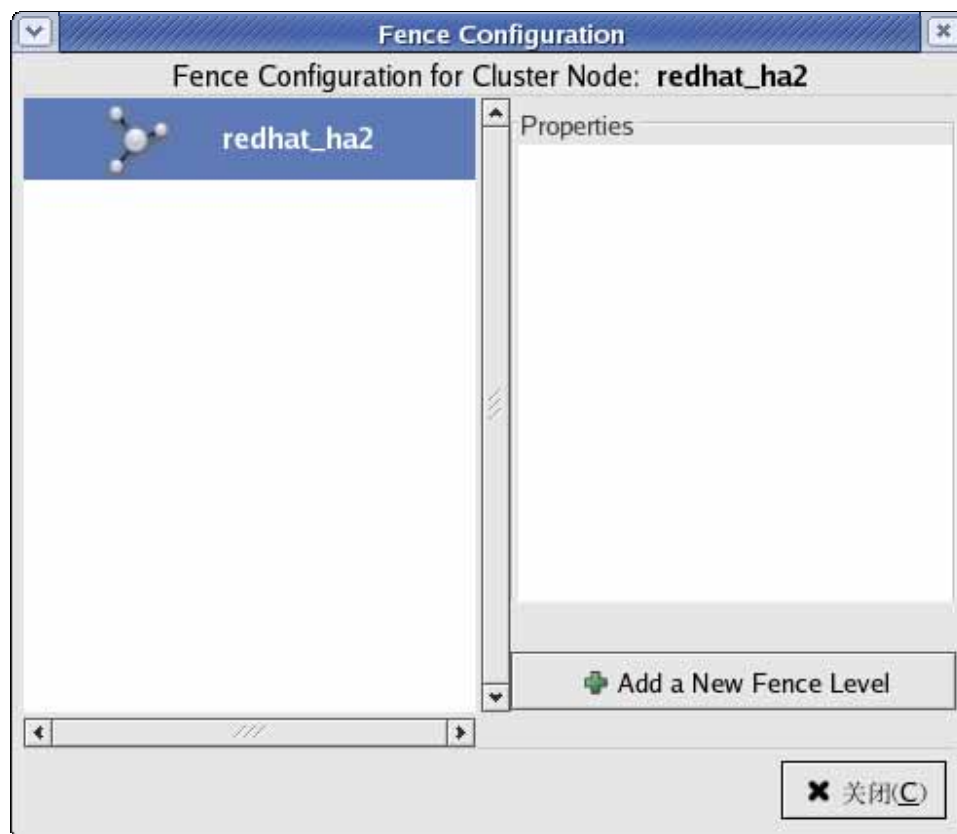 Fence Configuration
Fence Configuration for Cluster Node: redhat_ha2
redhat_ha2
Properties
Add a New Fence Level
关闭(C)